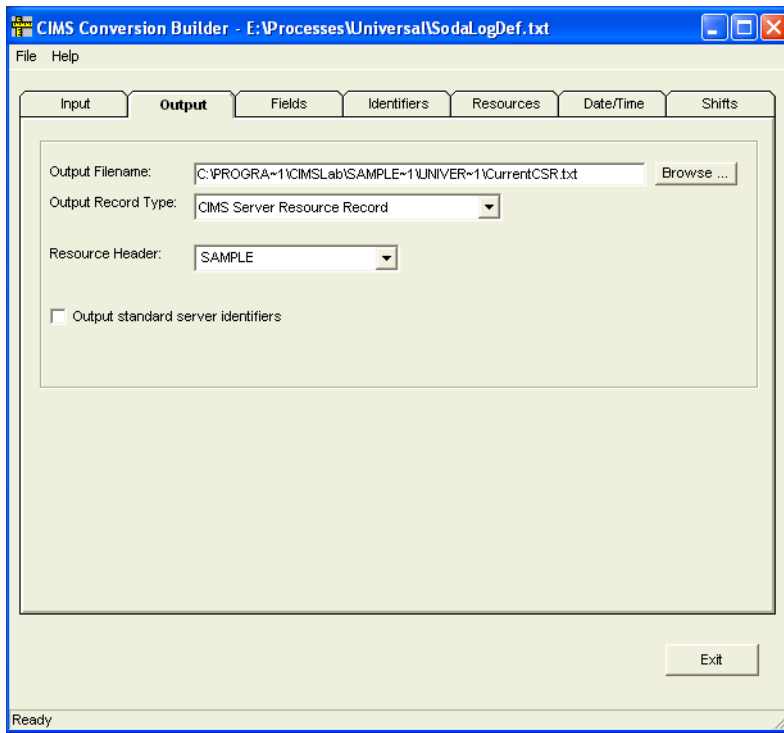 CIMS Conversion Builder - E:\Processes\Universal\SodaLogDef.txt
File Help
Input Output Fields Identifiers Resources Date/Time Shifts
Output Filename: C:\PROGRA~1\CIMSLab\SAMPLE~1\UNIVER~1\CurrentCSR.txt Browse ...
Output Record Type: CIMS Server Resource Record
Resource Header: SAMPLE
Output standard server identifiers
Exit
Ready